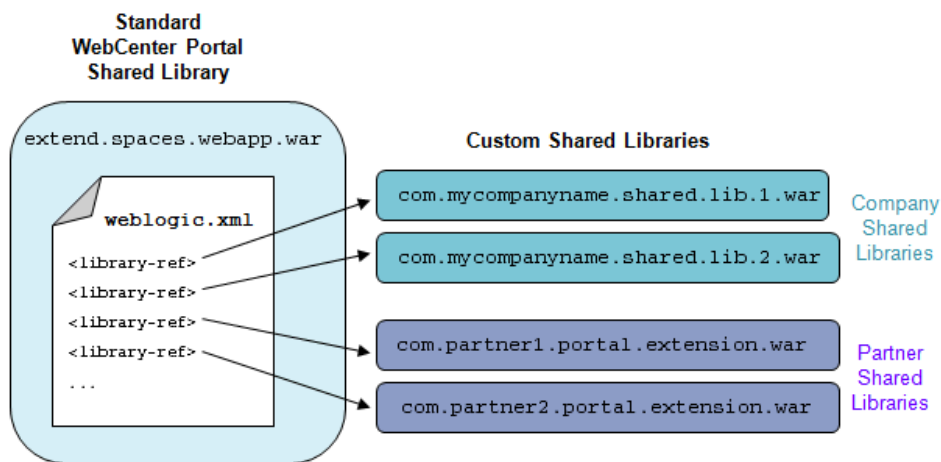 Standard
WebCenter Portal
Shared Library
extend.spaces.webapp.war
weblogic.xml
<library-ref>
<library-ref>
<library-ref>
<library-ref>
...
Custom Shared Libraries
com.mycompanyname.shared.lib.1.war
com.mycompanyname.shared.lib.2.war
Company
Shared
Libraries
com.partner1.portal.extension.war
com.partner2.portal.extension.war
Partner
Shared
Libraries